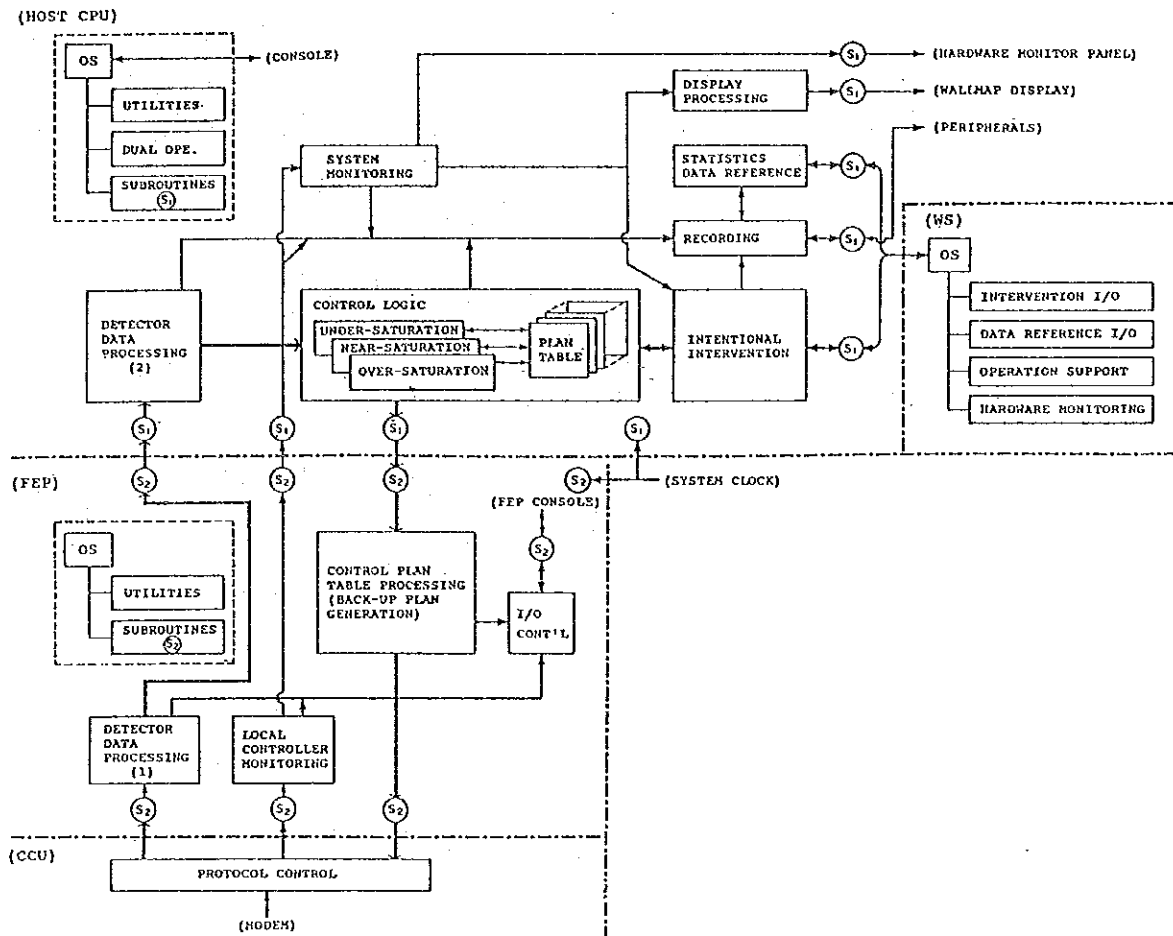 (HOST CPU)
OS
(CONSOLE)
UTILITIES
DUAL OPE.
SUBROUTINES
S1
SYSTEM
MONITORING
S1
(HARDWARE MONITOR PANEL)
DISPLAY
PROCESSING
S1
(WALLMAP DISPLAY)
(PERIPHERALS)
STATISTICS
DATA REFERENCE
S1
RECORDING
S1
(WS)
OS
INTERVENTION I/O
DATA REFERENCE I/O
OPERATION SUPPORT
HARDWARE MONITORING
DETECTOR
DATA
PROCESSING
(2)
CONTROL LOGIC
UNDER-SATURATION
NEAR-SATURATION
OVER-SATURATION
PLAN
TABLE
INTENTIONAL
INTERVENTION
S1
S1
S1
S1
S1
(FEP)
S2
S2
S2
S2
(SYSTEM CLOCK)
(FEP CONSOLE)
S2
OS
UTILITIES
SUBROUTINES
S2
CONTROL PLAN
TABLE PROCESSING
(BACK-UP PLAN
GENERATION)
I/O
CONT'L
DETECTOR
DATA
PROCESSING
(1)
LOCAL
CONTROLLER
MONITORING
S2
S2
S2
(CCU)
PROTOCOL CONTROL
(MODEM)